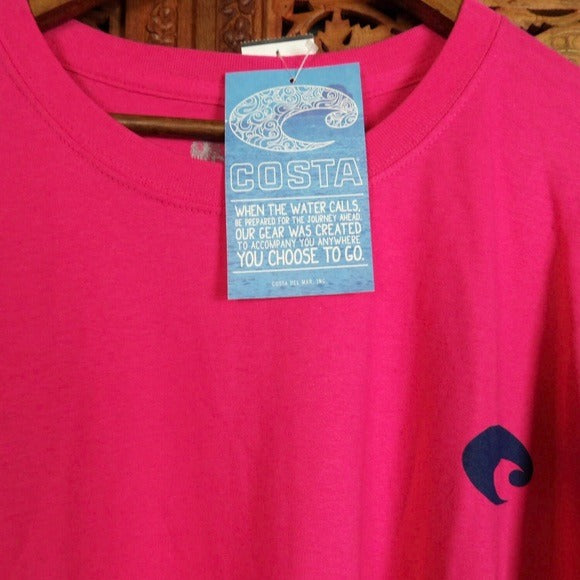 COSTA
WHEN THE WATER CALLS,
BE PREPARED FOR THE JOURNEY AHEAD.
OUR GEAR WAS CREATED
TO ACCOMPANY YOU ANYWHERE
YOU CHOOSE TO GO.
COSTA DEL MAR, INC.